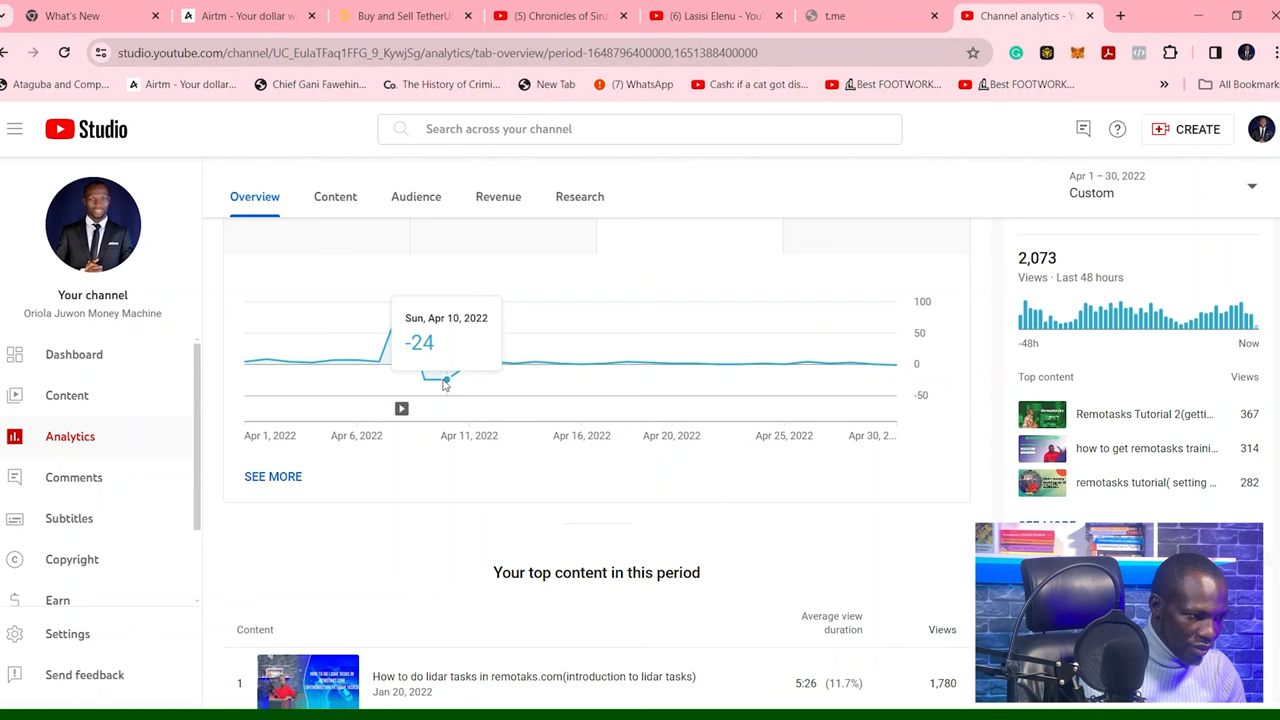 What's New
Airtm - Your dollar w
Buy and Sell TetherUS
(5) Chronicles of Sinz
(6) Lasisi Elenu - You
t.me
Channel analytics - Y
studio.youtube.com/channel/UC_EulaTFaq1FFG_9_KywjSq/analytics/tab-overview/period-1648796400000,1651388400000
Ataguba and Comp...
Airtm - Your dollar...
Chief Gani Fawehin...
Co. The History of Crimi...
New Tab
(7) WhatsApp
Cash: if a cat got dis...
Best FOOTWORK...
Best FOOTWORK...
All Bookmark
Studio
Search across your channel
CREATE
Overview
Content
Audience
Revenue
Research
Apr 1 – 30, 2022
Custom
Your channel
Oriola Juwon Money Machine
Dashboard
Content
Analytics
Comments
Subtitles
Copyright
Earn
Settings
Send feedback
Sun, Apr 10, 2022
-24
100
50
0
-50
Apr 1, 2022
Apr 6, 2022
Apr 11, 2022
Apr 16, 2022
Apr 20, 2022
Apr 25, 2022
Apr 30, 2...
SEE MORE
2,073
Views · Last 48 hours
-48h
Now
Top content
Views
Remotasks Tutorial 2(getti...
367
how to get remotasks traini...
314
remotasks tutorial( setting ...
282
Your top content in this period
Content
Average view
duration
Views
1
How to do lidar tasks in remotaks.com(introduction to lidar tasks)
Jan 20, 2022
5:26 (11.7%)
1,780